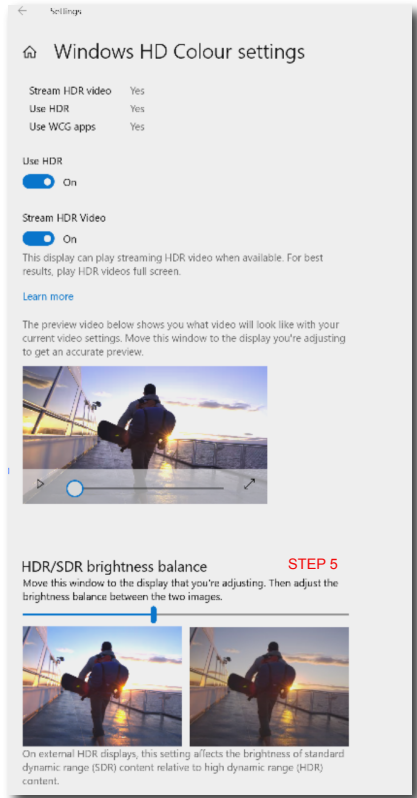 Settings
Windows HD Colour settings
Stream HDR video Yes
Use HDR Yes
Use WCG apps Yes
Use HDR
On
Stream HDR Video
On
This display can play streaming HDR video when available. For best
results, play HDR videos full screen.
Learn more
The preview video below shows you what video will look like with your
current video settings. Move this window to the display you're adjusting
to get an accurate preview.
HDR/SDR brightness balance STEP 5
Move this window to the display that you're adjusting. Then adjust the
brightness balance between the two images.
On external HDR displays, this setting affects the brightness of standard
dynamic range (SDR) content relative to high dynamic range (HDR)
content.